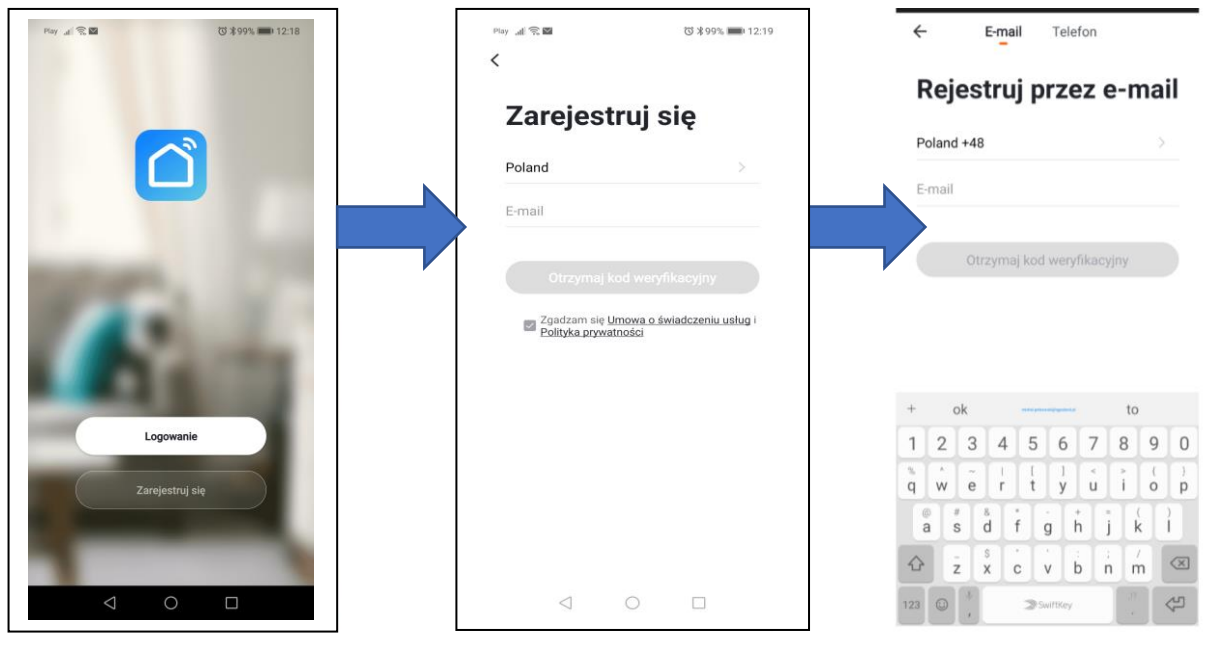 Play
99% 12:18
Logowanie
Zarejestruj się
Play
99% 12:19
Zarejestruj się
Poland
E-mail
Otrzymaj kod weryfikacyjny
Zgadzam się Umowa o świadczeniu usług i
Polityka prywatności
E-mail Telefon
Rejestruj przez e-mail
Poland +48
E-mail
Otrzymaj kod weryfikacyjny
+ ok to
1 2 3 4 5 6 7 8 9 0
q w e r t y u i o p
a s d f g h j k l
z x c v b n m
123 , SwiftKey .